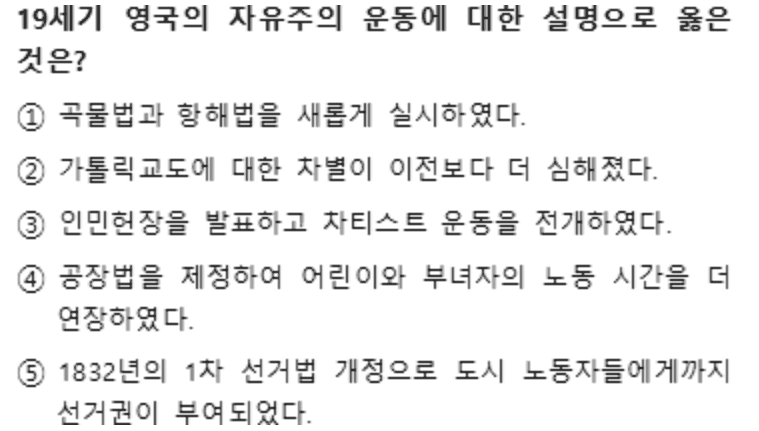 19세기 영국의 자유주의 운동에 대한 설명으로 옳은
것은?
① 곡물법과 항해법을 새롭게 실시하였다.
② 가톨릭교도에 대한 차별이 이전보다 더 심해졌다.
③ 인민헌장을 발표하고 차티스트 운동을 전개하였다.
④ 공장법을 제정하여 어린이와 부녀자의 노동 시간을 더
연장하였다.
⑤ 1832년의 1차 선거법 개정으로 도시 노동자들에게까지
선거권이 부여되었다.